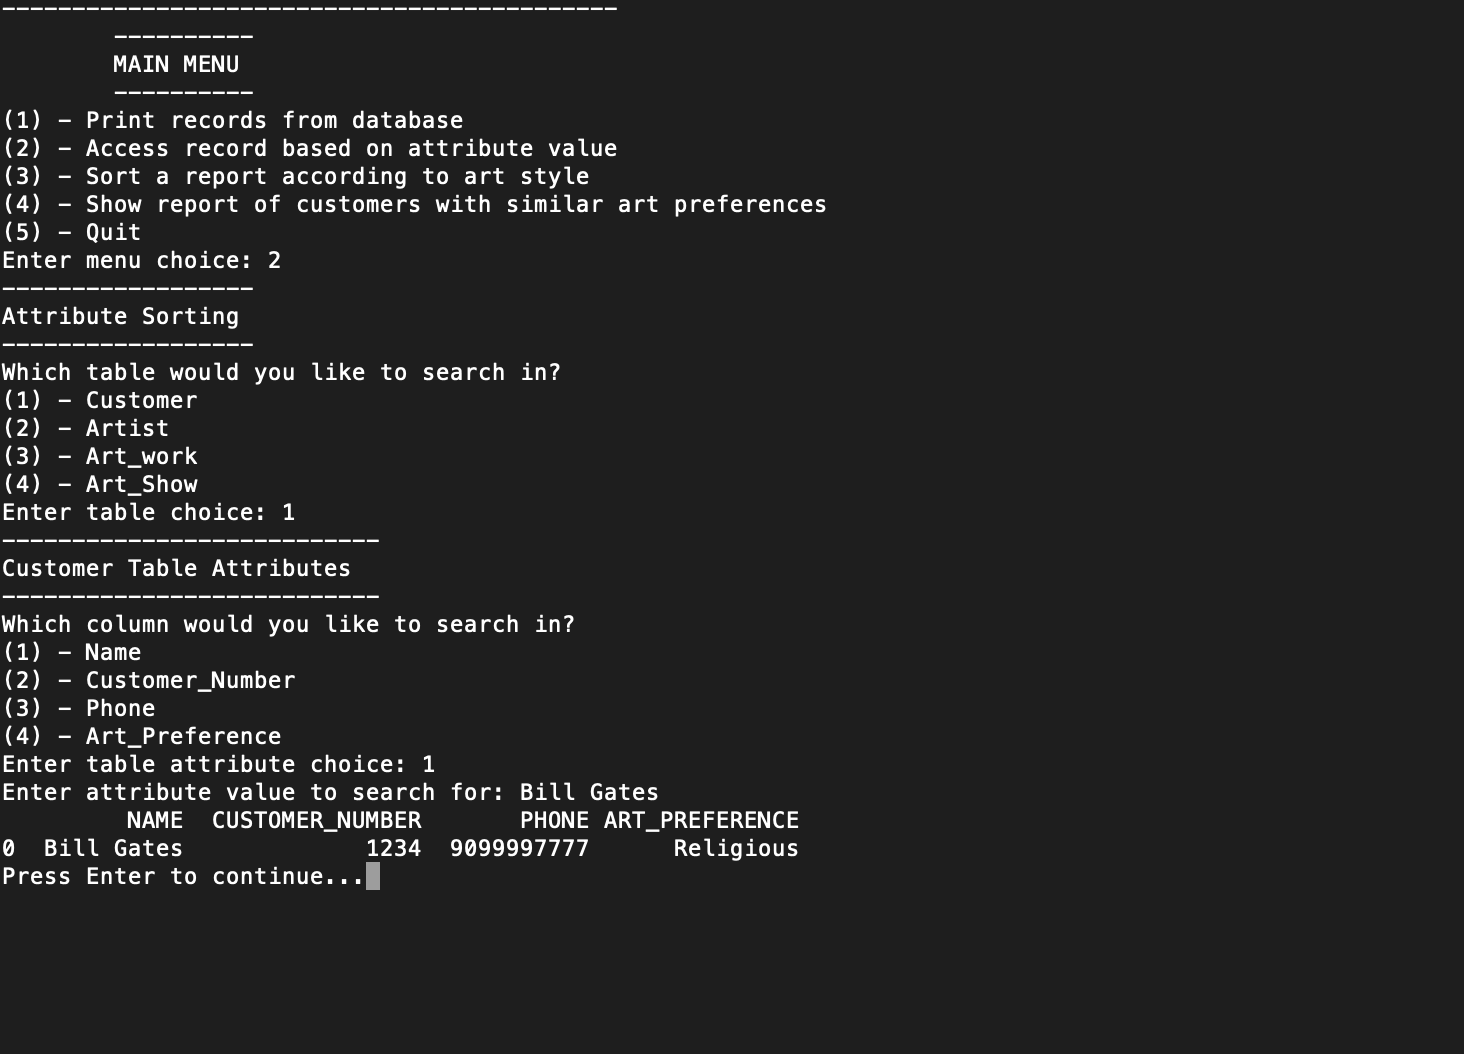 --------------------------------------------
----------
MAIN MENU
----------
(1) - Print records from database
(2) - Access record based on attribute value
(3) - Sort a report according to art style
(4) - Show report of customers with similar art preferences
(5) - Quit
Enter menu choice: 2
------------------
Attribute Sorting
------------------
Which table would you like to search in?
(1) - Customer
(2) - Artist
(3) - Art_work
(4) - Art_Show
Enter table choice: 1
---------------------------
Customer Table Attributes
---------------------------
Which column would you like to search in?
(1) - Name
(2) - Customer_Number
(3) - Phone
(4) - Art_Preference
Enter table attribute choice: 1
Enter attribute value to search for: Bill Gates
NAME CUSTOMER_NUMBER PHONE ART_PREFERENCE
0 Bill Gates 1234 9099997777 Religious
Press Enter to continue...